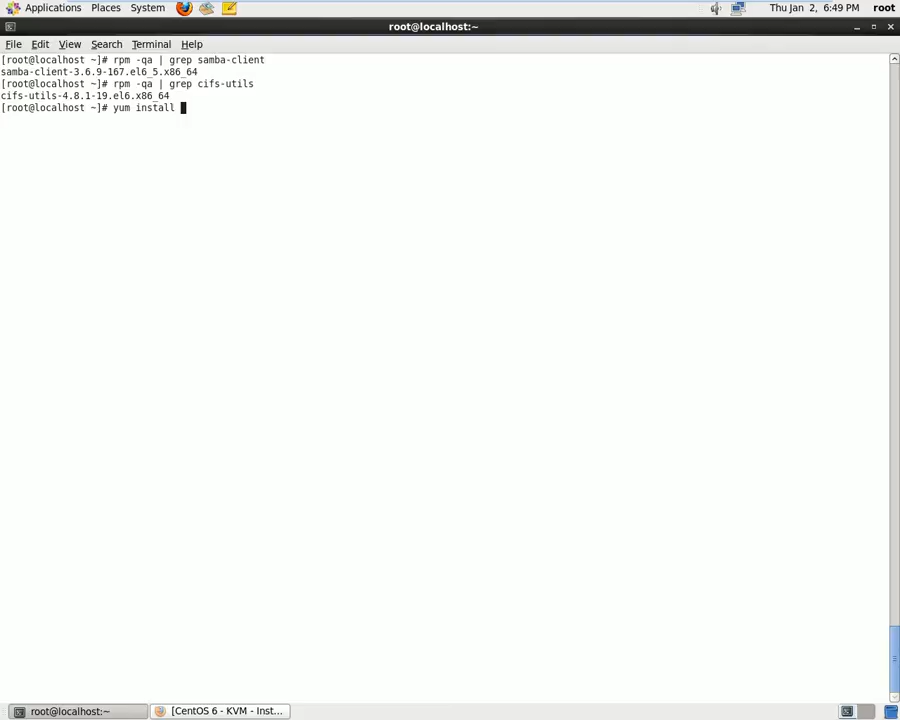 Applications Places System Thu Jan 2, 6:49 PM root
root@localhost:~
File Edit View Search Terminal Help
[root@localhost ~]# rpm -qa | grep samba-client
samba-client-3.6.9-167.el6_5.x86_64
[root@localhost ~]# rpm -qa | grep cifs-utils
cifs-utils-4.8.1-19.el6.x86_64
[root@localhost ~]# yum install
root@localhost:~ [CentOS 6 - KVM - Inst...